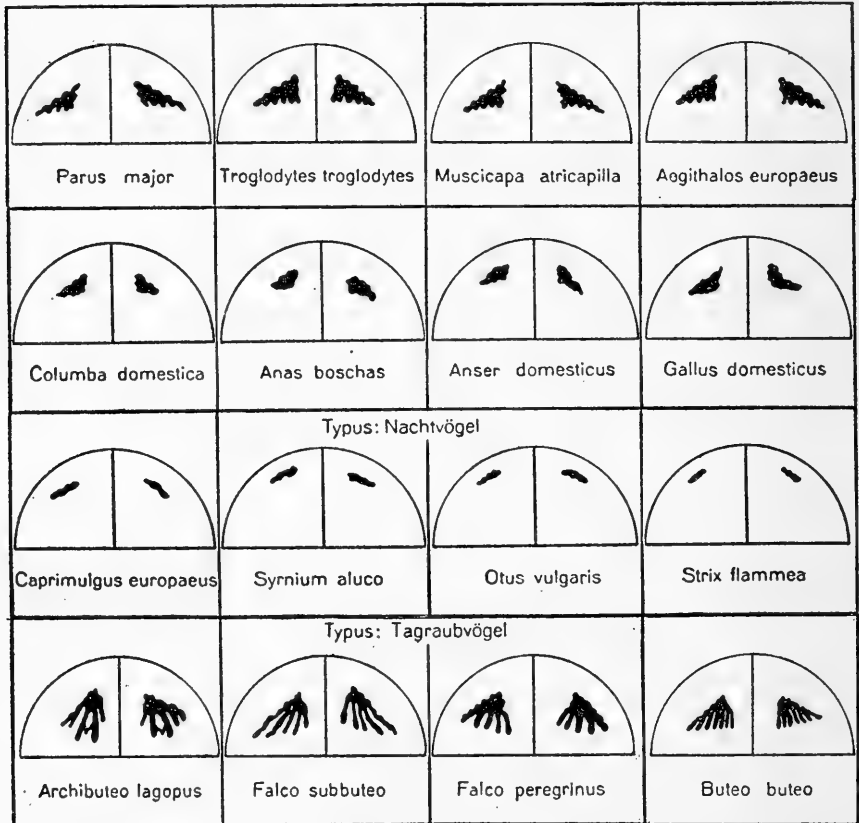 Parus major
Troglodytes troglodytes
Muscicapa atricapilla
Aegithalos europaeus
Columba domestica
Anas boschas
Anser domesticus
Gallus domesticus
Typus: Nachtvögel
Caprimulgus europaeus
Syrnium aluco
Otus vulgaris
Strix flammea
Typus: Tagraubvögel
Archibuteo lagopus
Falco subbuteo
Falco peregrinus
Buteo buteo